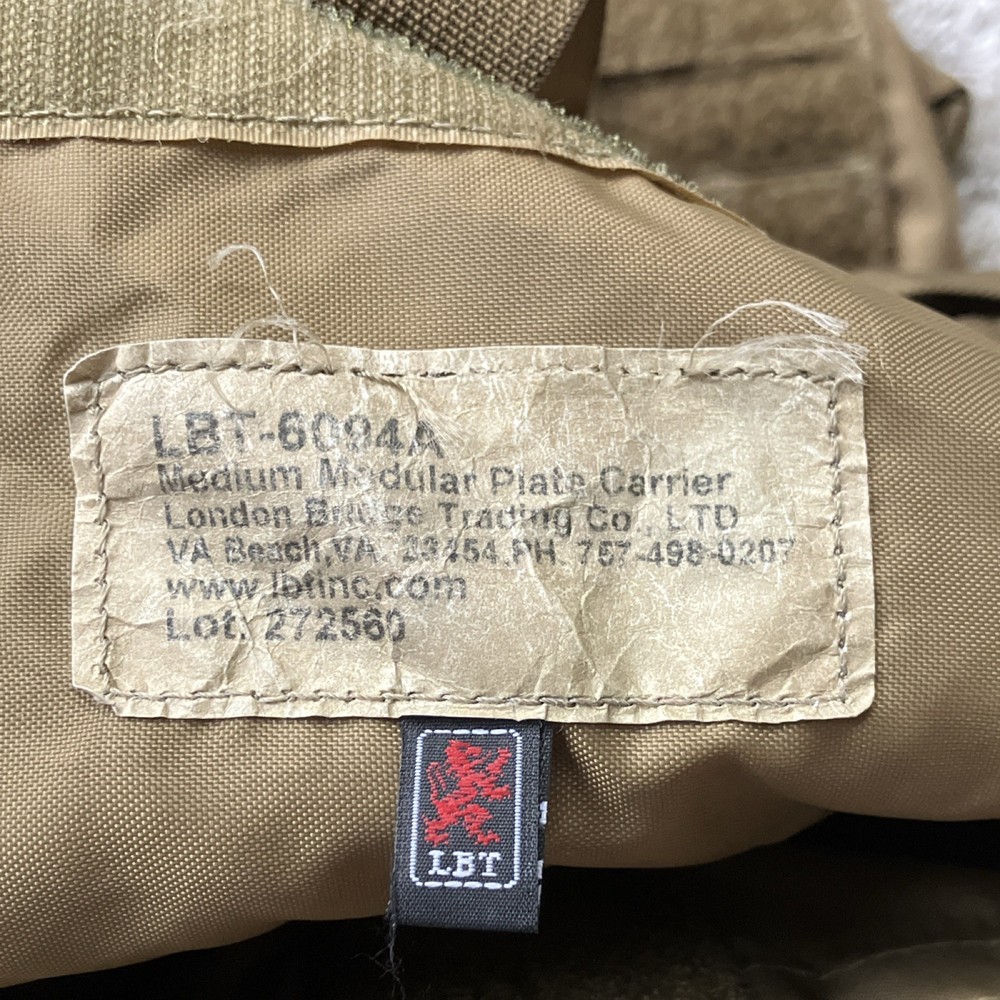 LBT-6094A
Medium Modular Plate Carrier
London Bridge Trading Co., LTD
VA Beach,VA. 23454.PH. 757-498-0207
www.lbtinc.com
Lot. 272560
LBT